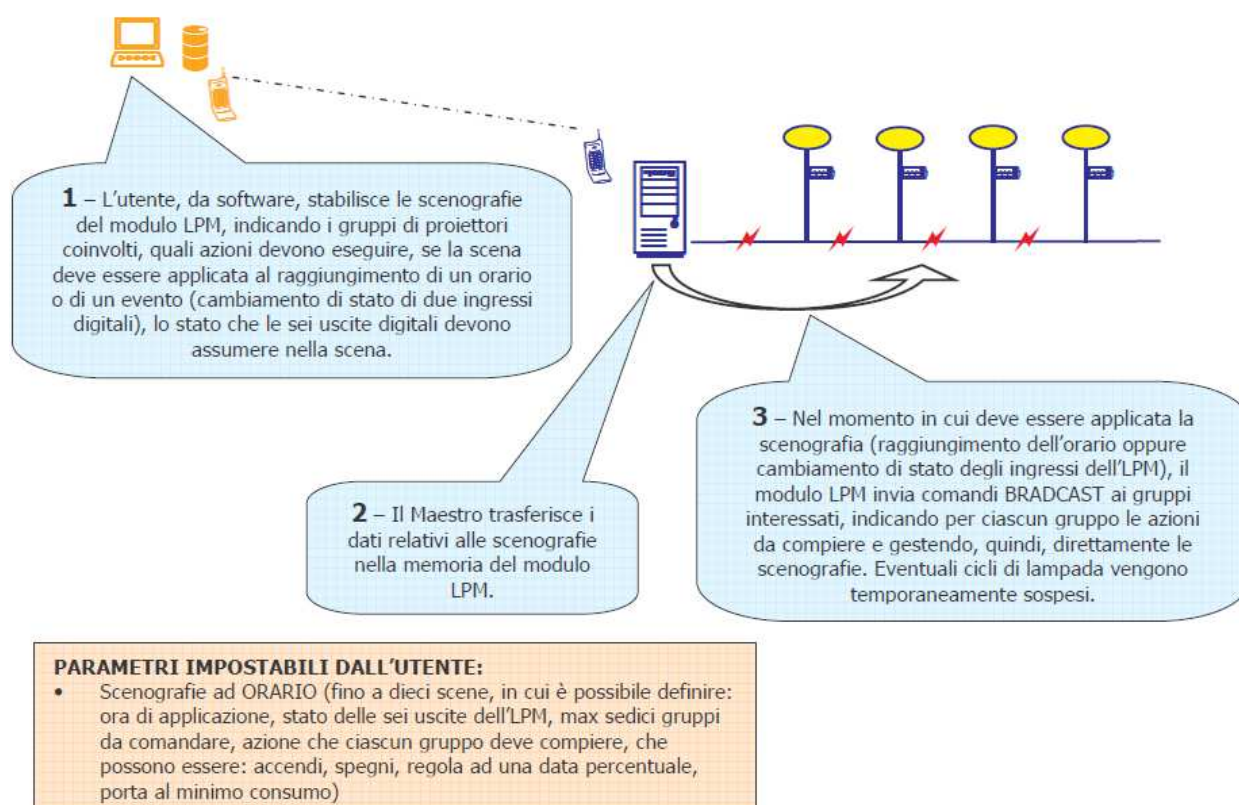 1 – L'utente, da software, stabilisce le scenografie
del modulo LPM, indicando i gruppi di proiettori
coinvolti, quali azioni devono eseguire, se la scena
deve essere applicata al raggiungimento di un orario
o di un evento (cambiamento di stato di due ingressi
digitali), lo stato che le sei uscite digitali devono
assumere nella scena.
2 – Il Maestro trasferisce i
dati relativi alle scenografie
nella memoria del modulo
LPM.
3 – Nel momento in cui deve essere applicata la
scenografia (raggiungimento dell'orario oppure
cambiamento di stato degli ingressi dell'LPM), il
modulo LPM invia comandi BRADCAST ai gruppi
interessati, indicando per ciascun gruppo le azioni
da compiere e gestendo, quindi, direttamente le
scenografie. Eventuali cicli di lampada vengono
temporaneamente sospesi.
PARAMETRI IMPOSTABILI DALL'UTENTE:
• Scenografie ad ORARIO (fino a dieci scene, in cui è possibile definire:
ora di applicazione, stato delle sei uscite dell'LPM, max sedici gruppi
da comandare, azione che ciascun gruppo deve compiere, che
possono essere: accendi, spegni, regola ad una data percentuale,
porta al minimo consumo)